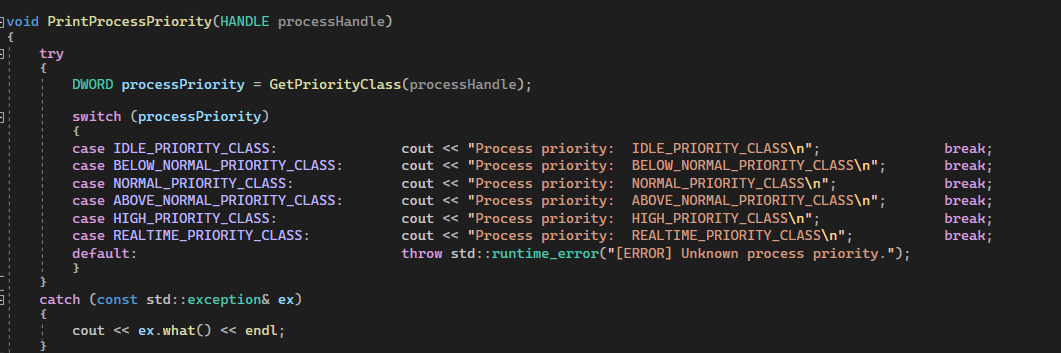 void PrintProcessPriority(HANDLE processHandle)
{
    try
    {
        DWORD processPriority = GetPriorityClass(processHandle);

        switch (processPriority)
        {
        case IDLE_PRIORITY_CLASS:               cout << "Process priority:  IDLE_PRIORITY_CLASS\n";               break;
        case BELOW_NORMAL_PRIORITY_CLASS:       cout << "Process priority:  BELOW_NORMAL_PRIORITY_CLASS\n";       break;
        case NORMAL_PRIORITY_CLASS:             cout << "Process priority:  NORMAL_PRIORITY_CLASS\n";             break;
        case ABOVE_NORMAL_PRIORITY_CLASS:       cout << "Process priority:  ABOVE_NORMAL_PRIORITY_CLASS\n";       break;
        case HIGH_PRIORITY_CLASS:               cout << "Process priority:  HIGH_PRIORITY_CLASS\n";               break;
        case REALTIME_PRIORITY_CLASS:           cout << "Process priority:  REALTIME_PRIORITY_CLASS\n";           break;
        default:                                throw std::runtime_error("[ERROR] Unknown process priority.");
        }
    }
    catch (const std::exception& ex)
    {
        cout << ex.what() << endl;
    }